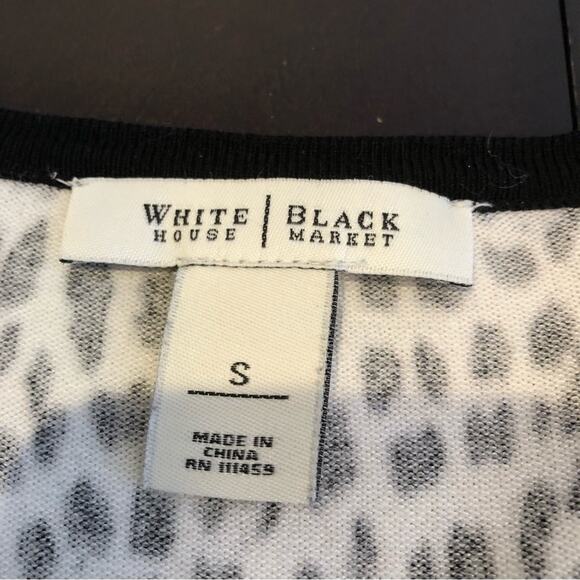 WHITE | BLACK
HOUSE | MARKET
S
MADE IN
CHINA
RN 111459